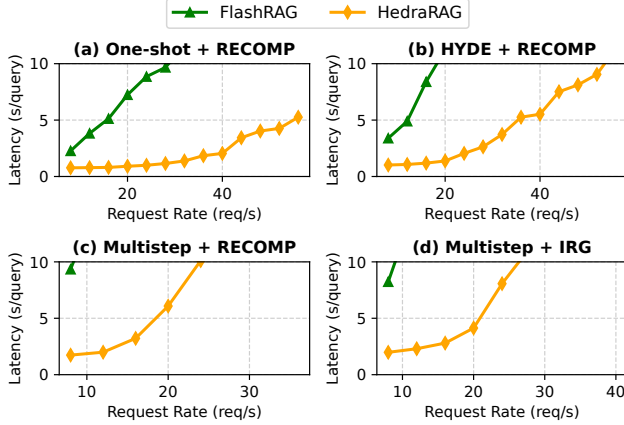 FlashRAG HedraRAG
(a) One-shot + RECOMP (b) HYDE + RECOMP
Latency (s/query) 10 5 0 20 40 Request Rate (req/s)
Latency (s/query) 10 5 0 20 40 Request Rate (req/s)
(c) Multistep + RECOMP (d) Multistep + IRG
Latency (s/query) 10 5 0 10 20 30 Request Rate (req/s)
Latency (s/query) 10 5 0 10 20 30 40 Request Rate (req/s)